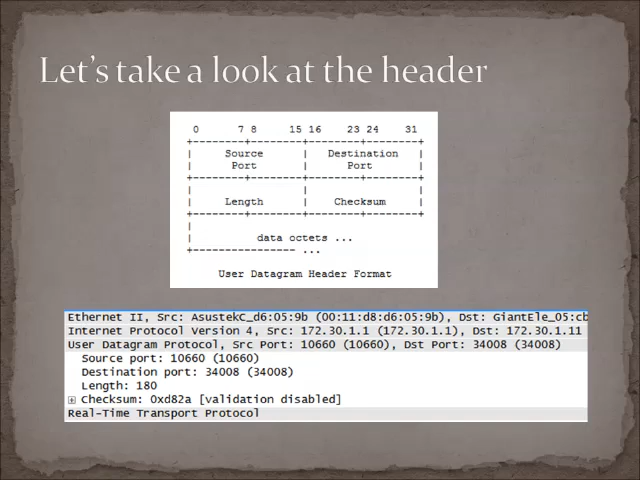 Let's take a look at the header
0 7 8 15 16 23 24 31
+--------+--------+--------+--------+
| Source | Destination |
| Port | Port |
+--------+--------+--------+--------+
| | |
| Length | Checksum |
+--------+--------+--------+--------+
|
| data octets ...
+---------------- ...
User Datagram Header Format
Ethernet II, Src: AsustekC_d6:05:9b (00:11:d8:d6:05:9b), Dst: GiantEle_05:cb
Internet Protocol Version 4, Src: 172.30.1.1 (172.30.1.1), Dst: 172.30.1.11
User Datagram Protocol, Src Port: 10660 (10660), Dst Port: 34008 (34008)
Source port: 10660 (10660)
Destination port: 34008 (34008)
Length: 180
Checksum: 0xd82a [validation disabled]
Real-Time Transport Protocol